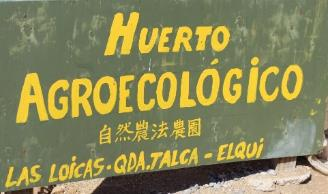 HUERTO
AGROECOLÓGICO
自然農法農園
LAS LOICAS-QDA.TALCA - ELQUI